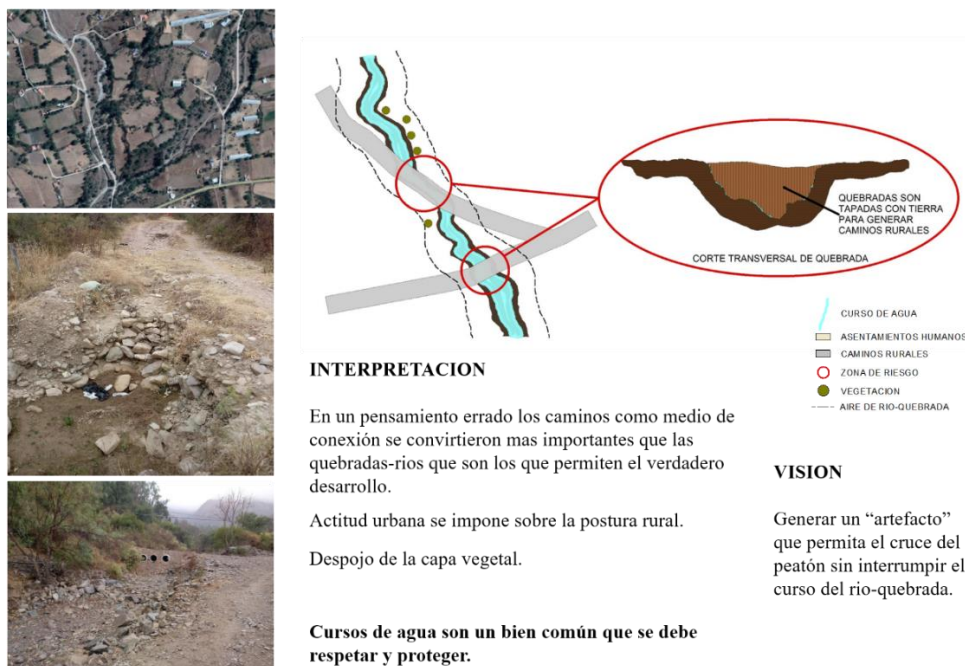 QUEBRADAS SON
TAPADAS CON TIERRA
PARA GENERAR
CAMINOS RURALES
CORTE TRANSVERSAL DE QUEBRADA
CURSO DE AGUA
ASENTAMIENTOS HUMANOS
CAMINOS RURALES
ZONA DE RIESGO
VEGETACION
AIRE DE RIO-QUEBRADA
INTERPRETACION
En un pensamiento errado los caminos como medio de
conexión se convirtieron mas importantes que las
quebradas-rios que son los que permiten el verdadero
desarrollo.
Actitud urbana se impone sobre la postura rural.
Despojo de la capa vegetal.
Cursos de agua son un bien común que se debe
respetar y proteger.
VISION
Generar un “artefacto”
que permita el cruce del
peatón sin interrumpir el
curso del rio-quebrada.